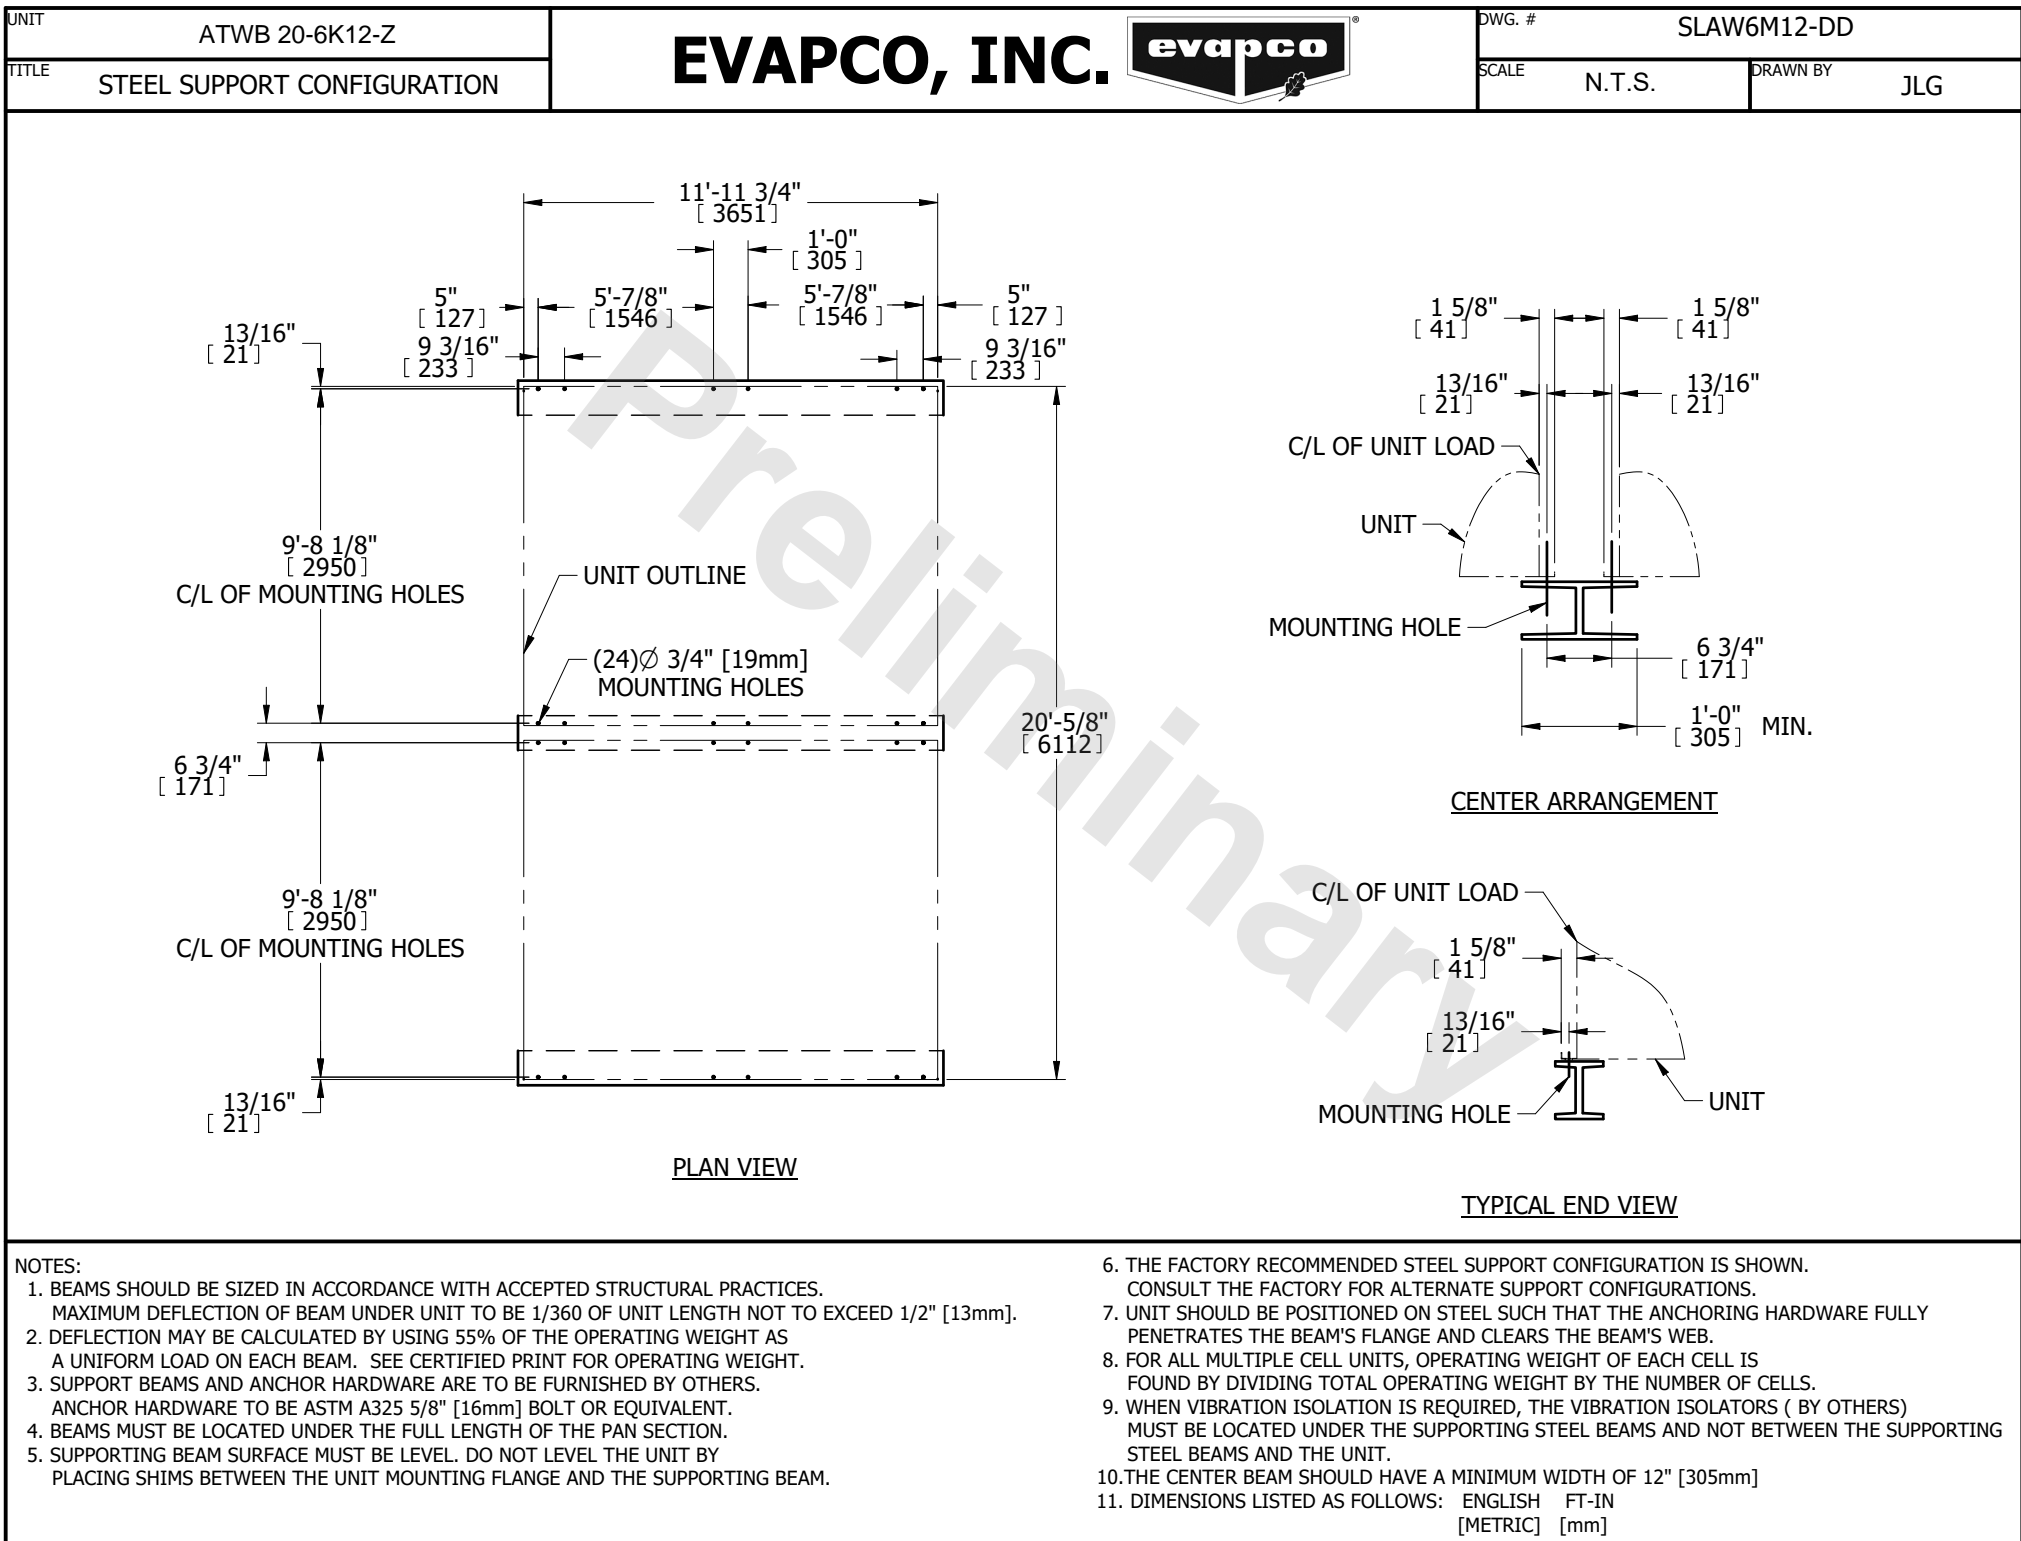 UNIT
ATWB 20-6K12-Z
TITLE
STEEL SUPPORT CONFIGURATION
EVAPCO, INC.
evapco
®
DWG. #
SLAW6M12-DD
SCALE
N.T.S.
DRAWN BY
JLG
11'-11 3/4"
[ 3651]
1'-0"
[ 305 ]
5"
[ 127]
5'-7/8"
[ 1546 ]
5'-7/8"
[ 1546 ]
5"
[ 127 ]
13/16"
[ 21]
9 3/16"
[ 233 ]
9 3/16"
[ 233 ]
9'-8 1/8"
[ 2950]
C/L OF MOUNTING HOLES
UNIT OUTLINE
(24)Ø 3/4" [19mm]
MOUNTING HOLES
20'-5/8"
[ 6112]
6 3/4"
[ 171]
9'-8 1/8"
[ 2950]
C/L OF MOUNTING HOLES
13/16"
[ 21]
PLAN VIEW
1 5/8"
[ 41]
1 5/8"
[ 41]
13/16"
[ 21]
13/16"
[ 21]
C/L OF UNIT LOAD
UNIT
MOUNTING HOLE
6 3/4"
[ 171]
1'-0"
[ 305]
MIN.
CENTER ARRANGEMENT
C/L OF UNIT LOAD
1 5/8"
[ 41]
13/16"
[ 21]
MOUNTING HOLE
UNIT
TYPICAL END VIEW
Preliminary
NOTES:
1. BEAMS SHOULD BE SIZED IN ACCORDANCE WITH ACCEPTED STRUCTURAL PRACTICES.
MAXIMUM DEFLECTION OF BEAM UNDER UNIT TO BE 1/360 OF UNIT LENGTH NOT TO EXCEED 1/2" [13mm].
2. DEFLECTION MAY BE CALCULATED BY USING 55% OF THE OPERATING WEIGHT AS
A UNIFORM LOAD ON EACH BEAM. SEE CERTIFIED PRINT FOR OPERATING WEIGHT.
3. SUPPORT BEAMS AND ANCHOR HARDWARE ARE TO BE FURNISHED BY OTHERS.
ANCHOR HARDWARE TO BE ASTM A325 5/8" [16mm] BOLT OR EQUIVALENT.
4. BEAMS MUST BE LOCATED UNDER THE FULL LENGTH OF THE PAN SECTION.
5. SUPPORTING BEAM SURFACE MUST BE LEVEL. DO NOT LEVEL THE UNIT BY
PLACING SHIMS BETWEEN THE UNIT MOUNTING FLANGE AND THE SUPPORTING BEAM.
6. THE FACTORY RECOMMENDED STEEL SUPPORT CONFIGURATION IS SHOWN.
CONSULT THE FACTORY FOR ALTERNATE SUPPORT CONFIGURATIONS.
7. UNIT SHOULD BE POSITIONED ON STEEL SUCH THAT THE ANCHORING HARDWARE FULLY
PENETRATES THE BEAM'S FLANGE AND CLEARS THE BEAM'S WEB.
8. FOR ALL MULTIPLE CELL UNITS, OPERATING WEIGHT OF EACH CELL IS
FOUND BY DIVIDING TOTAL OPERATING WEIGHT BY THE NUMBER OF CELLS.
9. WHEN VIBRATION ISOLATION IS REQUIRED, THE VIBRATION ISOLATORS ( BY OTHERS)
MUST BE LOCATED UNDER THE SUPPORTING STEEL BEAMS AND NOT BETWEEN THE SUPPORTING
STEEL BEAMS AND THE UNIT.
10.THE CENTER BEAM SHOULD HAVE A MINIMUM WIDTH OF 12" [305mm]
11. DIMENSIONS LISTED AS FOLLOWS: ENGLISH FT-IN
[METRIC] [mm]